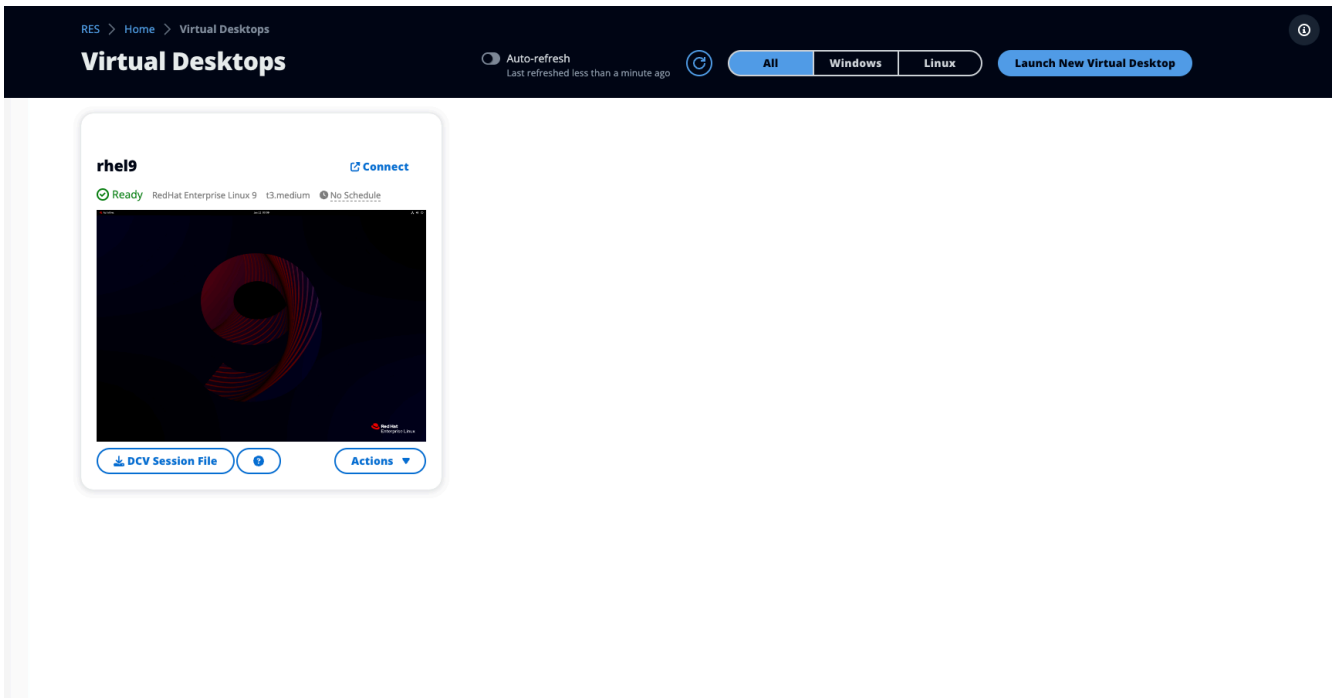 RES > Home > Virtual Desktops
Virtual Desktops
Auto-refresh
Last refreshed less than a minute ago
All
Windows
Linux
Launch New Virtual Desktop
rhel9
Connect
Ready RedHat Enterprise Linux 9 t3.medium No Schedule
9
Red Hat
Enterprise Linux
DCV Session File
?
Actions